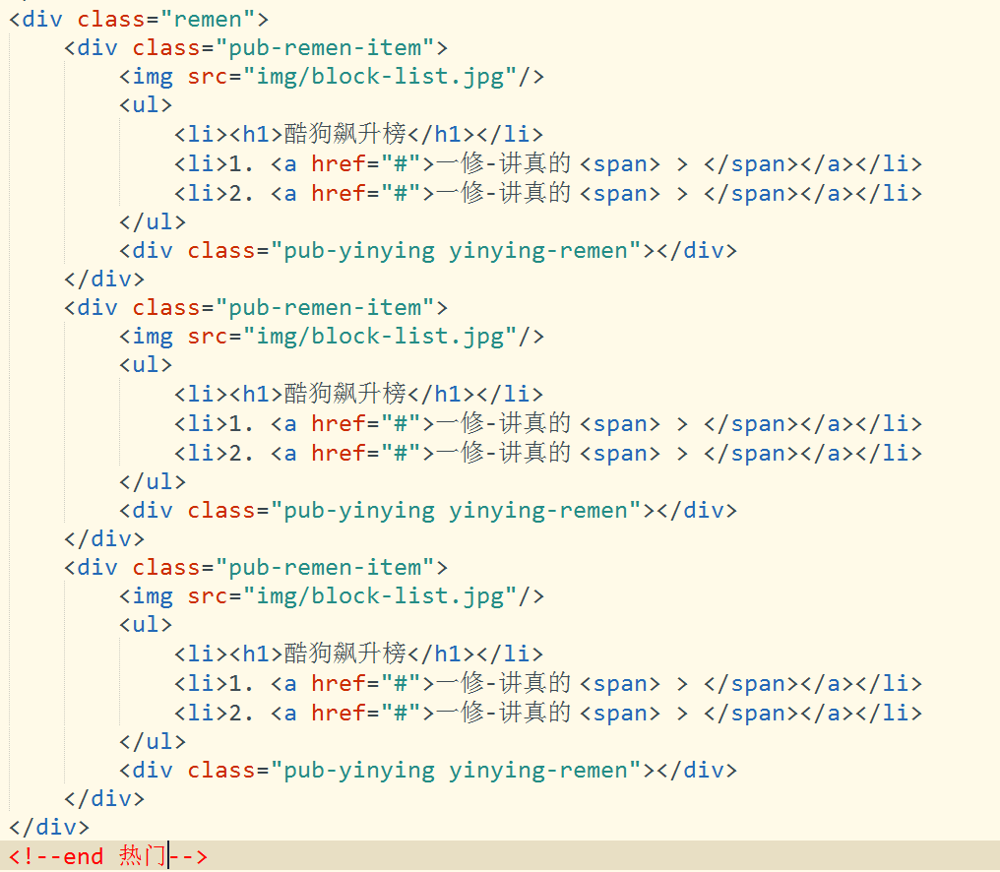 <div class="remen">
    <div class="pub-remen-item">
        <img src="img/block-list.jpg"/>
        <ul>
            <li><h1>酷狗飙升榜</h1></li>
            <li>1. <a href="#">一修-讲真的 <span> > </span></a></li>
            <li>2. <a href="#">一修-讲真的 <span> > </span></a></li>
        </ul>
        <div class="pub-yinying yinying-remen"></div>
    </div>
    <div class="pub-remen-item">
        <img src="img/block-list.jpg"/>
        <ul>
            <li><h1>酷狗飙升榜</h1></li>
            <li>1. <a href="#">一修-讲真的 <span> > </span></a></li>
            <li>2. <a href="#">一修-讲真的 <span> > </span></a></li>
        </ul>
        <div class="pub-yinying yinying-remen"></div>
    </div>
    <div class="pub-remen-item">
        <img src="img/block-list.jpg"/>
        <ul>
            <li><h1>酷狗飙升榜</h1></li>
            <li>1. <a href="#">一修-讲真的 <span> > </span></a></li>
            <li>2. <a href="#">一修-讲真的 <span> > </span></a></li>
        </ul>
        <div class="pub-yinying yinying-remen"></div>
    </div>
</div>
<!--end 热门-->